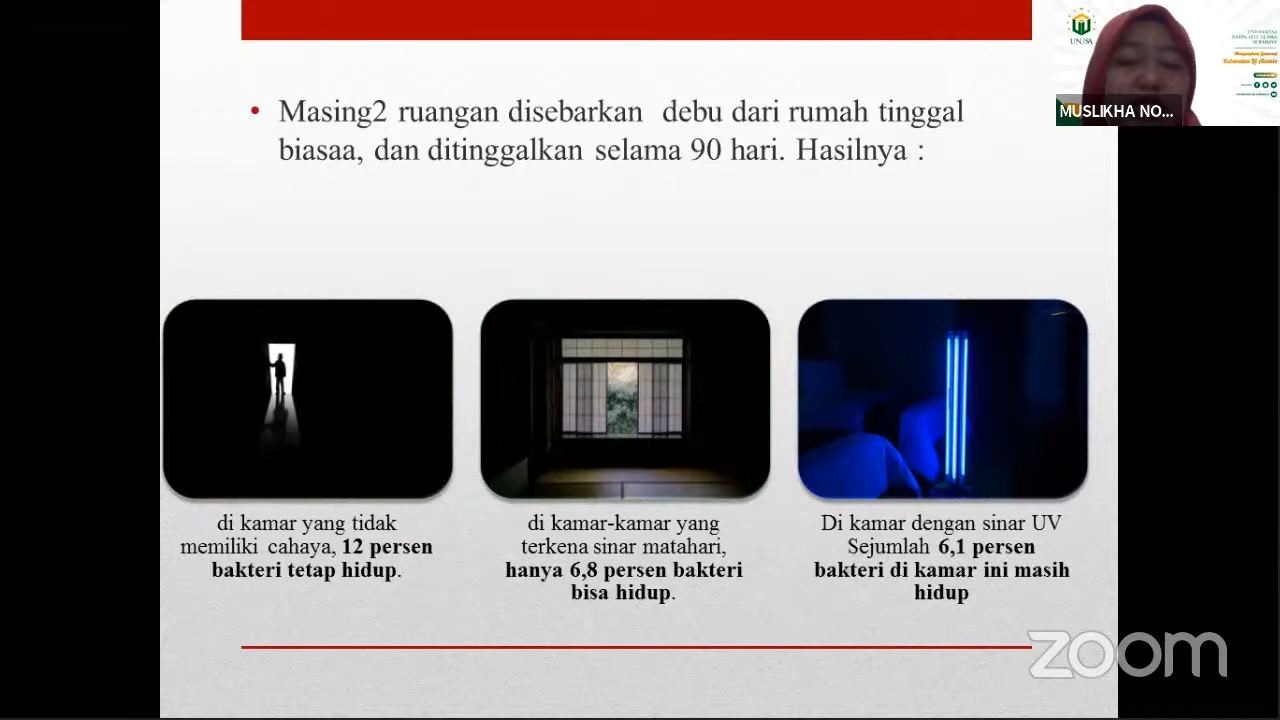 • Masing2 ruangan disebarkan debu dari rumah tinggal
biasaa, dan ditinggalkan selama 90 hari. Hasilnya :
di kamar yang tidak
memiliki cahaya, 12 persen
bakteri tetap hidup.
di kamar-kamar yang
terkena sinar matahari,
hanya 6,8 persen bakteri
bisa hidup.
Di kamar dengan sinar UV
Sejumlah 6,1 persen
bakteri di kamar ini masih
hidup
UNUSA
MUSLIKHA NO...
zoom